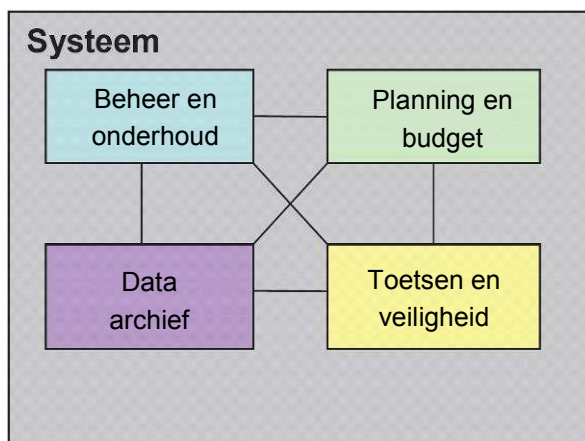 Systeem
Beheer en
onderhoud
Planning en
budget
Data
archief
Toetsen en
veiligheid